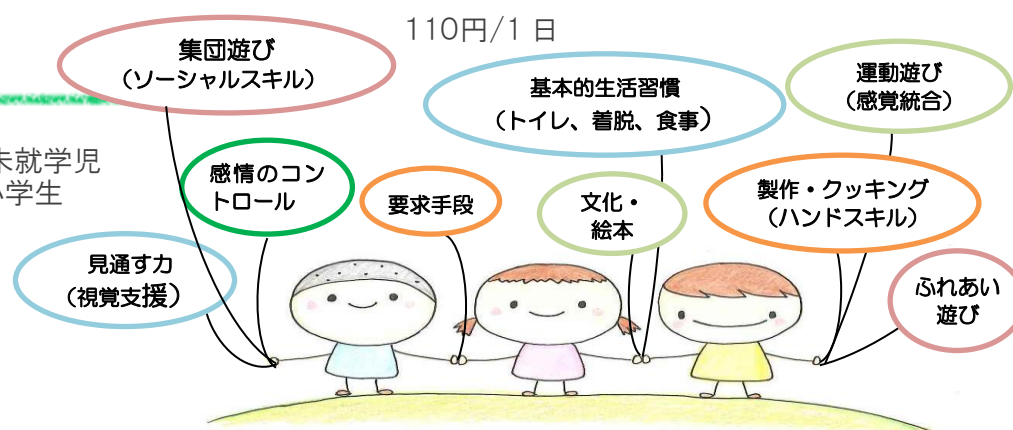 110円/1日
集団遊び
（ソーシャルスキル）
基本的生活習慣
（トイレ、着脱、食事）
運動遊び
（感覚統合）
未就学児
小学生
感情のコン
トロール
要求手段
文化・
絵本
製作・クッキング
（ハンドスキル）
見通す力
（視覚支援）
ふれあい
遊び